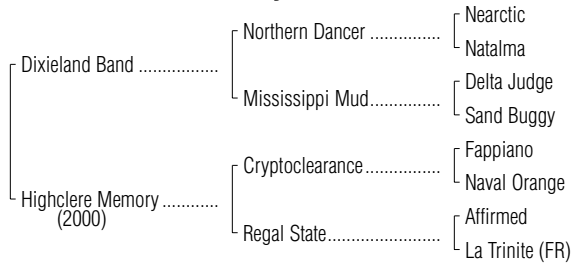 Nearctic
Northern Dancer ...............
Natalma
Dixieland Band .................
Delta Judge
Mississippi Mud...............
Sand Buggy
Fappiano
Cryptoclearance................
Naval Orange
Highclere Memory ............
(2000)
Affirmed
Regal State........................
La Trinite (FR)